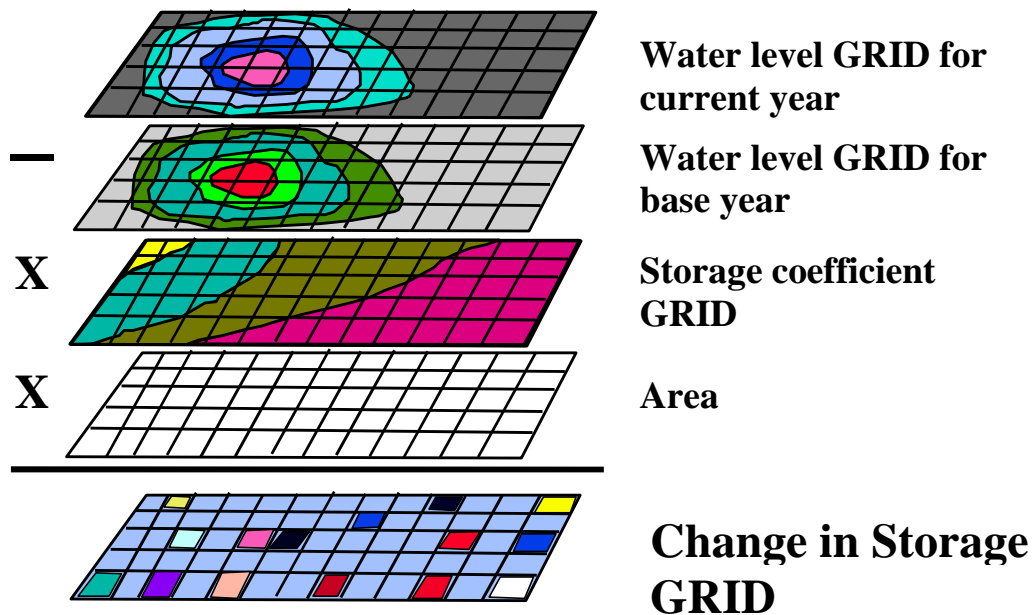 Water level GRID for
current year
Water level GRID for
base year
X
Storage coefficient
GRID
X
Area
Change in Storage
GRID